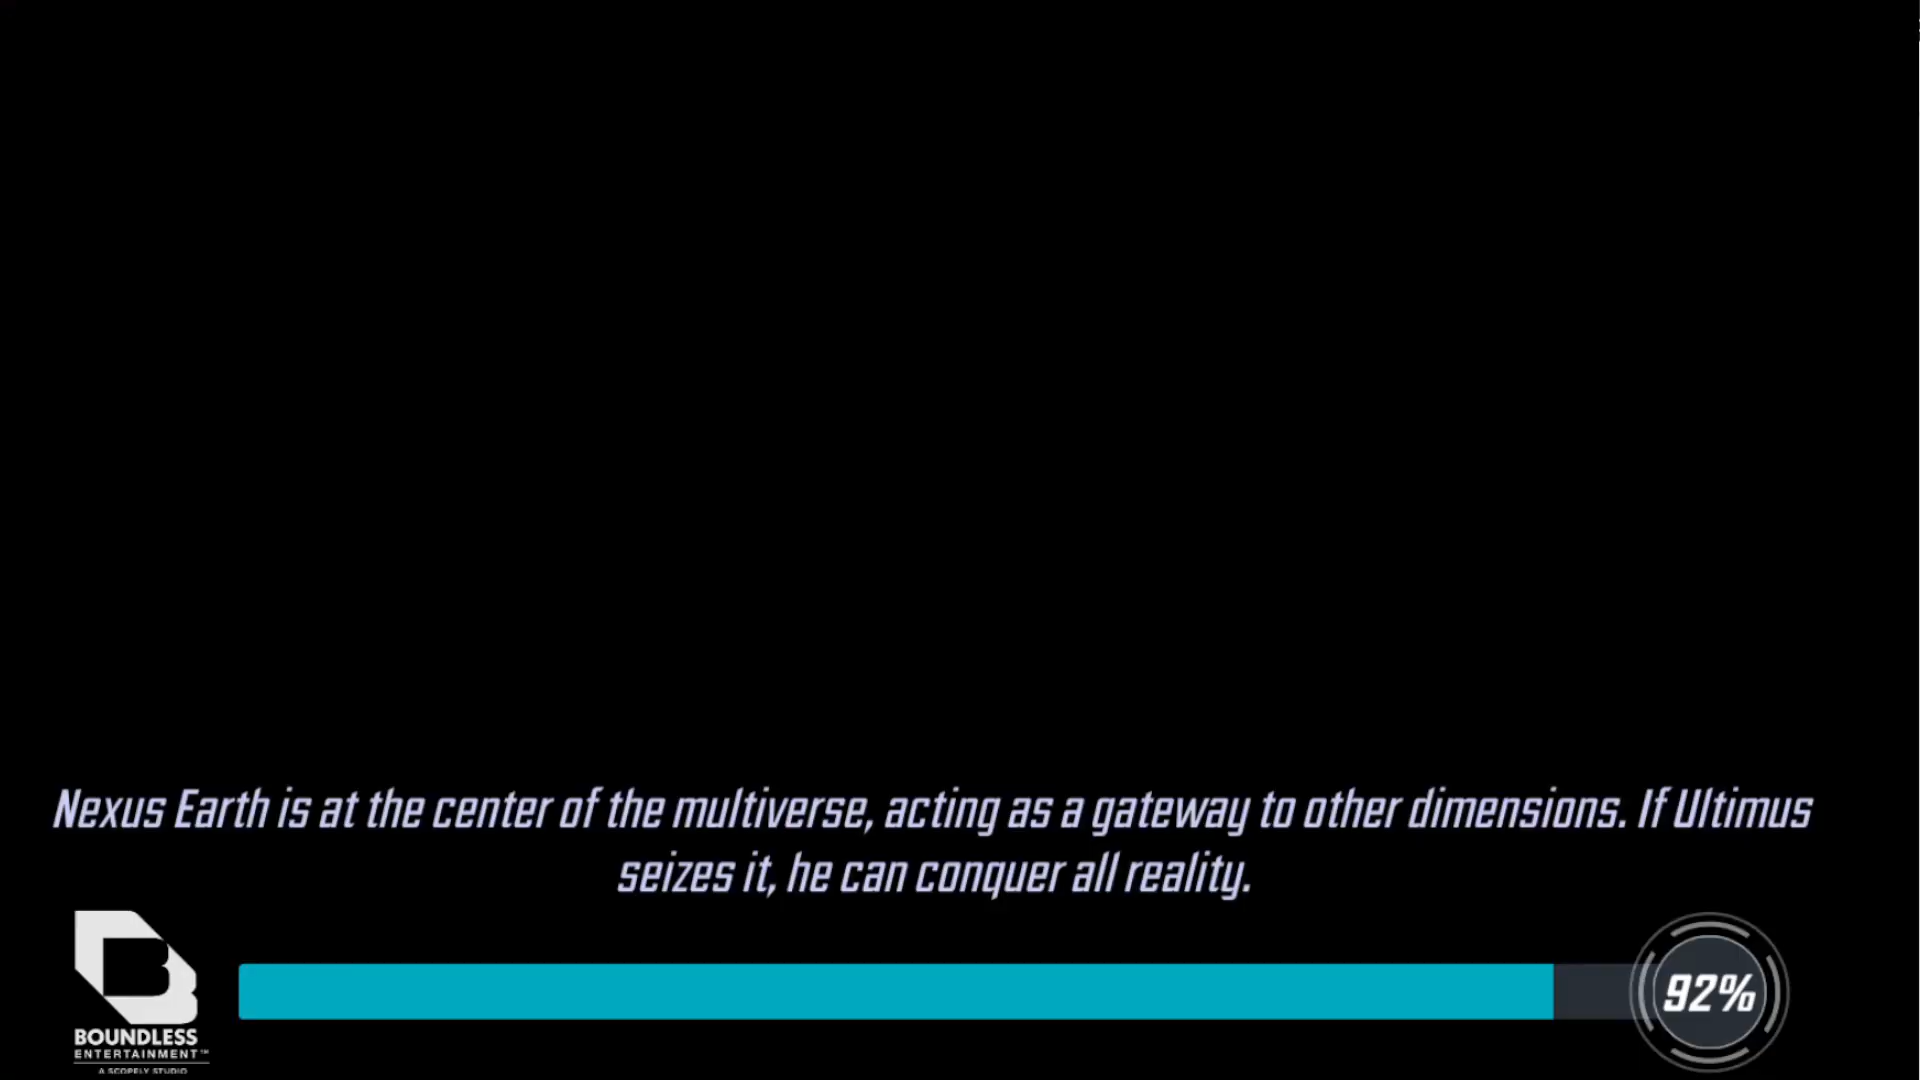 Nexus Earth is at the center of the multiverse, acting as a gateway to other dimensions. If Ultimus
seizes it, he can conquer all reality.
92%
BOUNDLESS
ENTERTAINMENT™
A SCOPELY STUDIO